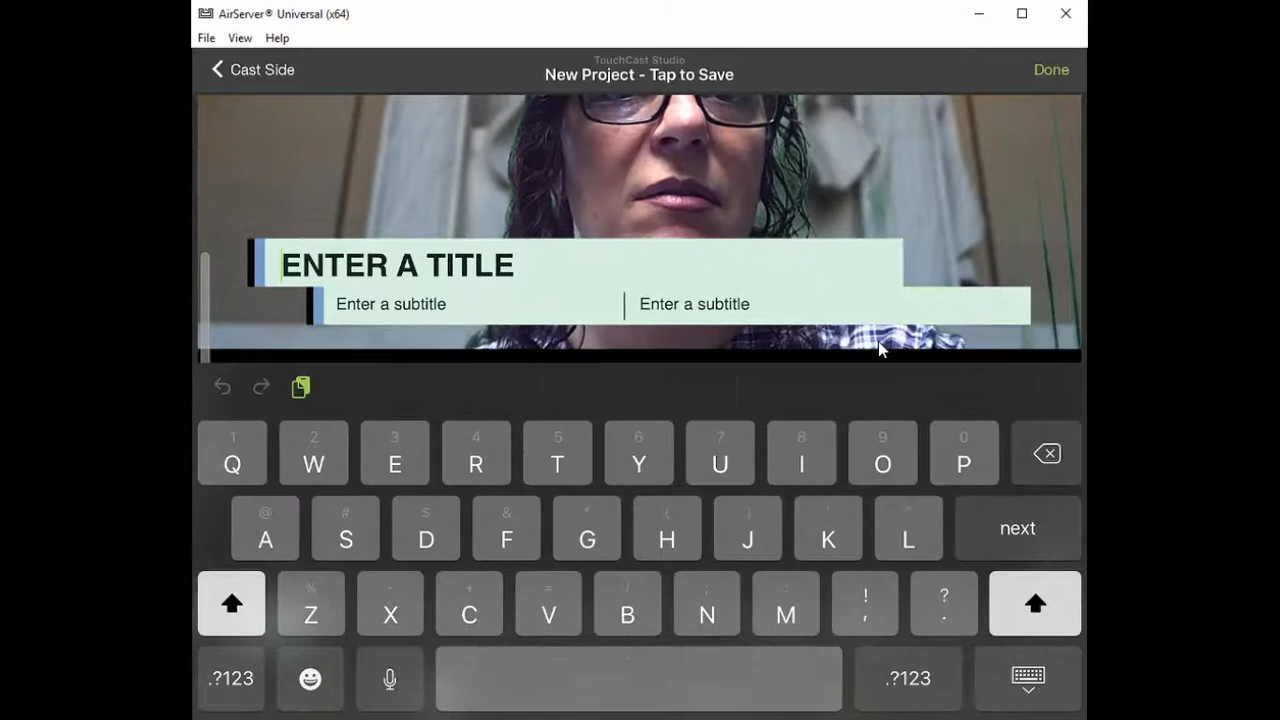 AirServer® Universal (x64)
File View Help
Cast Side
TouchCast Studio
New Project - Tap to Save
Done
ENTER A TITLE
Enter a subtitle
Enter a subtitle
1 2 3 4 5 6 7 8 9 0
Q W E R T Y U I O P
@ # $ & * ( ) ' "
A S D F G H J K L next
% - + = / ; : ! ?
Z X C V B N M , .
.?123 .?123